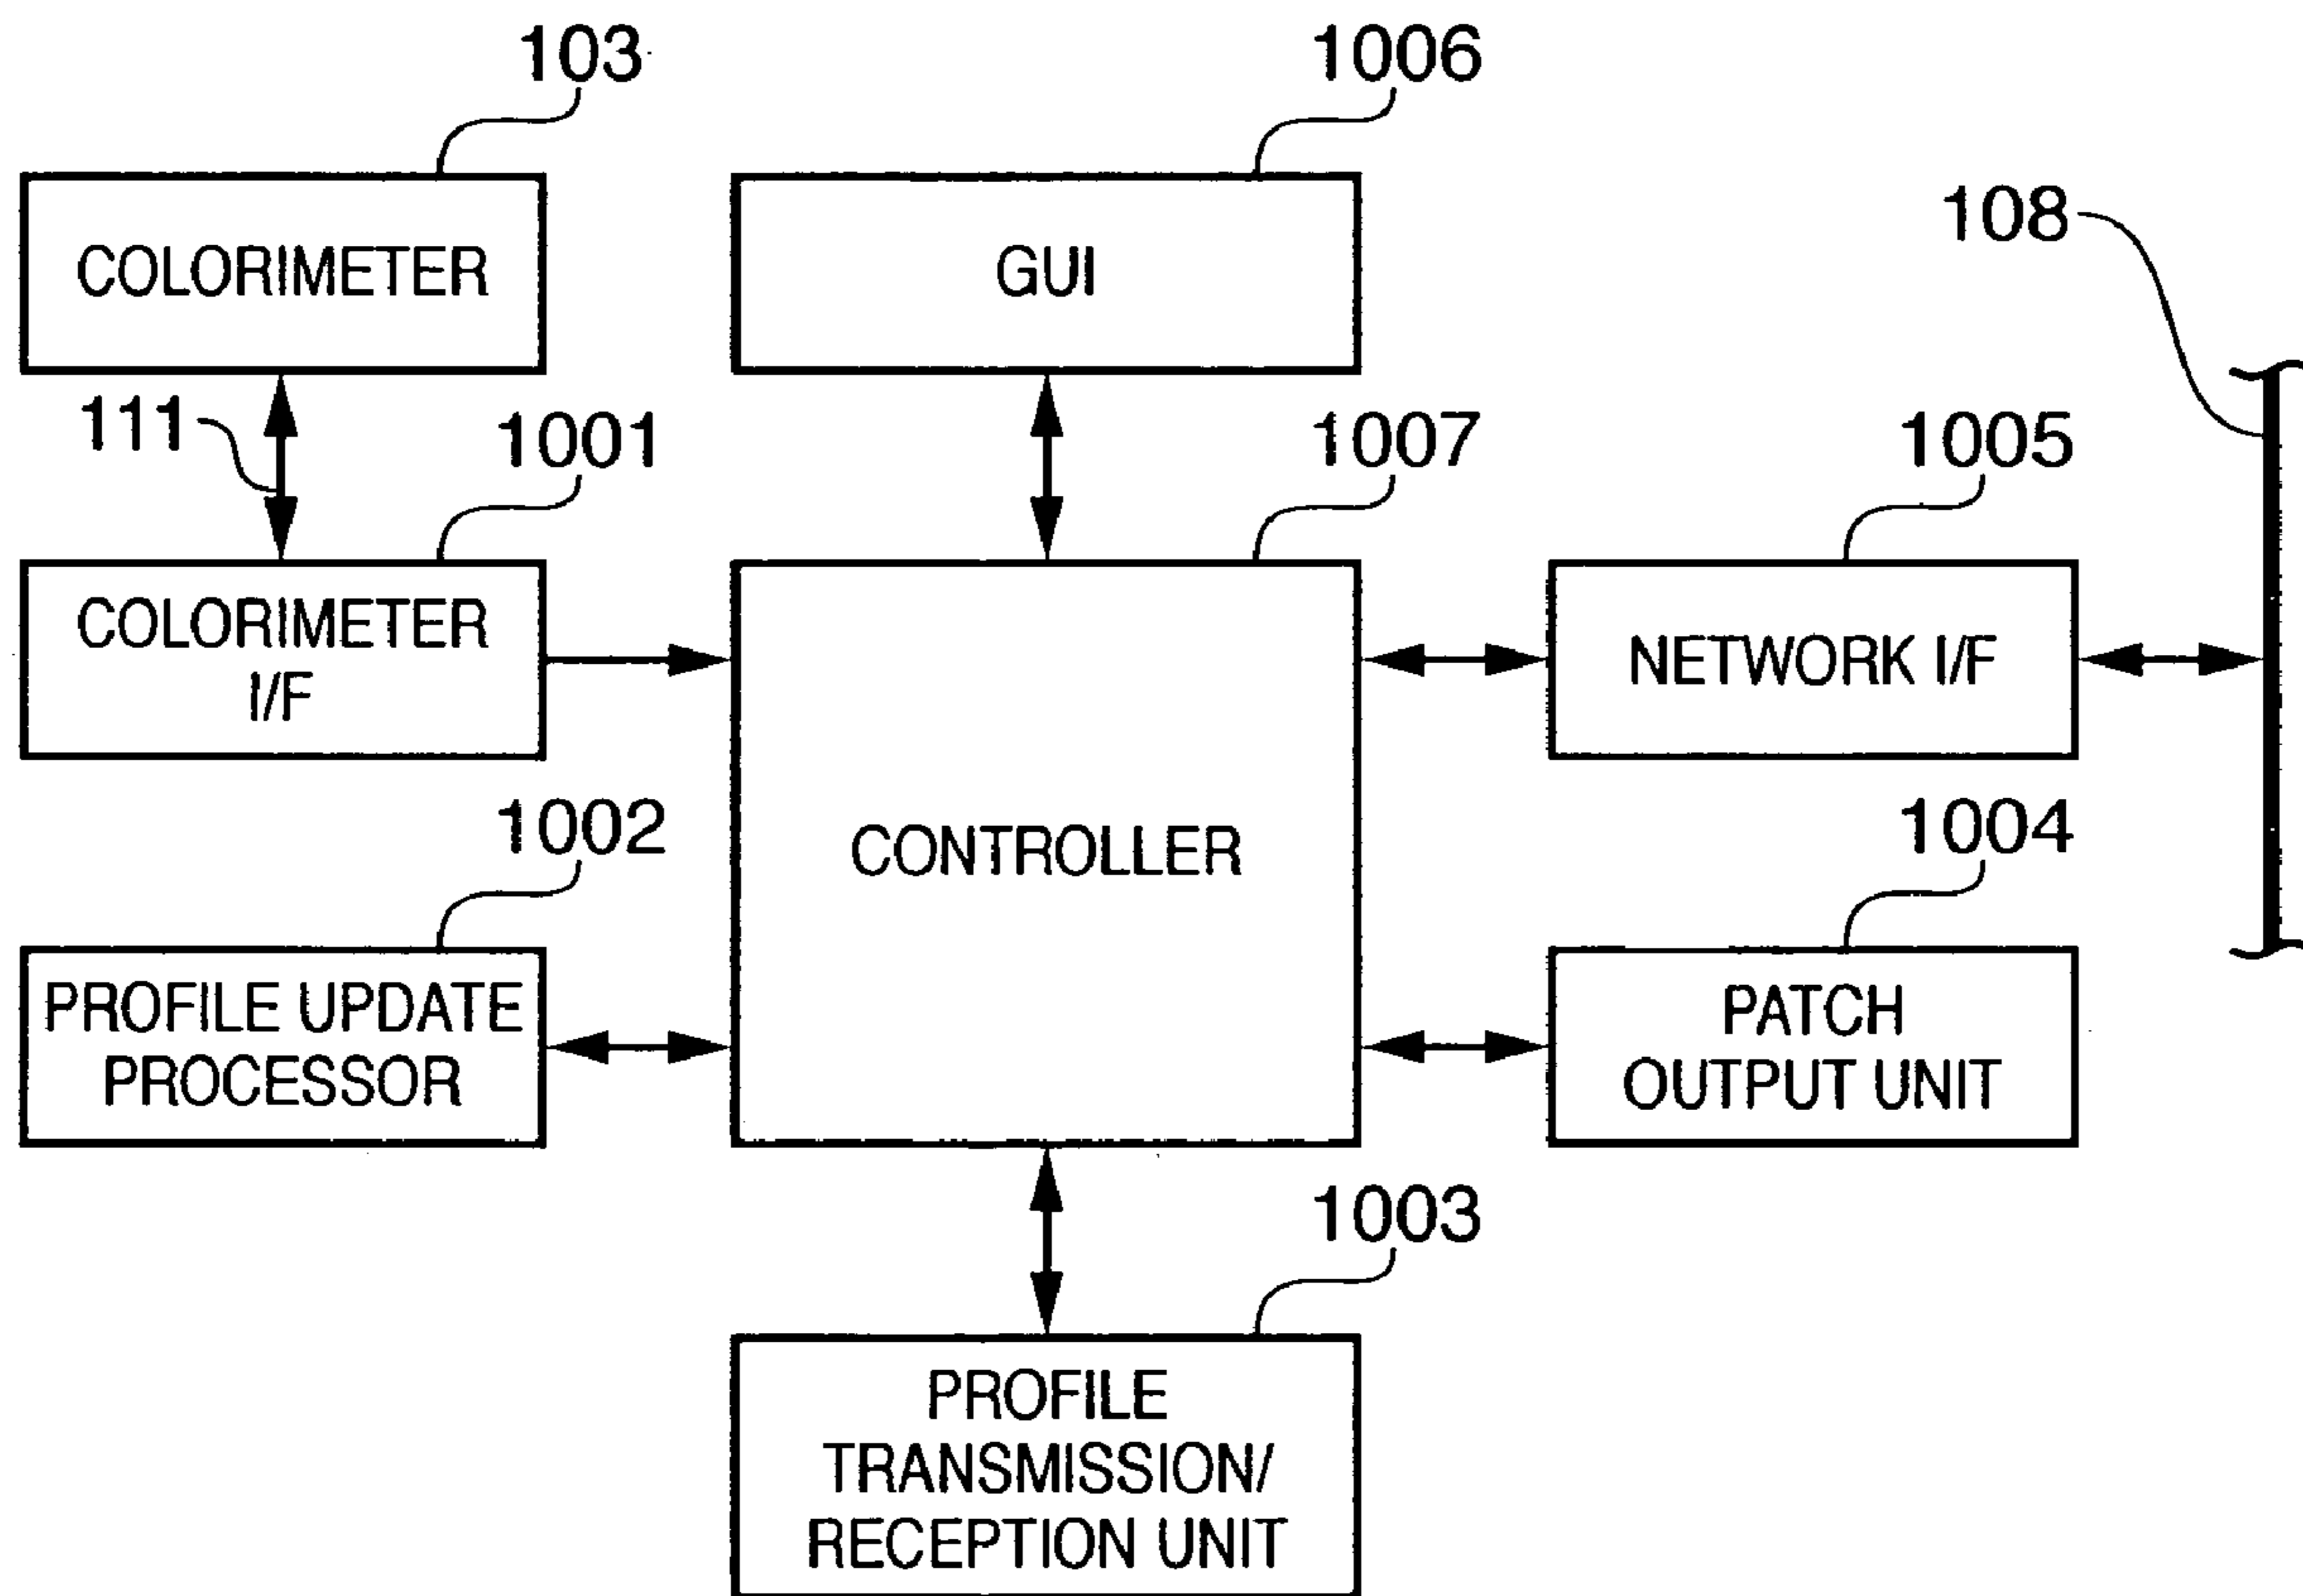 103
1006
COLORIMETER
GUI
108
111
1001
1007
1005
COLORIMETER
I/F
NETWORK I/F
1002
CONTROLLER
1004
PROFILE UPDATE
PROCESSOR
PATCH
OUTPUT UNIT
1003
PROFILE
TRANSMISSION/
RECEPTION UNIT